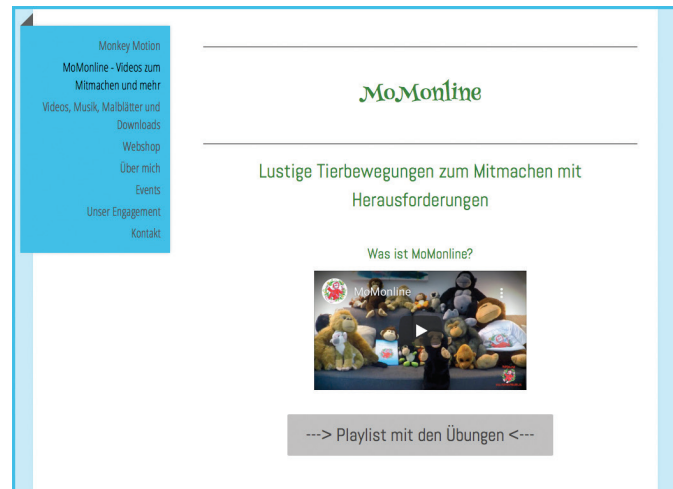 Monkey Motion
MoMonline - Videos zum
Mitmachen und mehr
Videos, Musik, Malblätter und
Downloads
Webshop
Über mich
Events
Unser Engagement
Kontakt
MoMonline
Lustige Tierbewegungen zum Mitmachen mit
Herausforderungen
Was ist MoMonline?
MoMonline
---> Playlist mit den Übungen <---